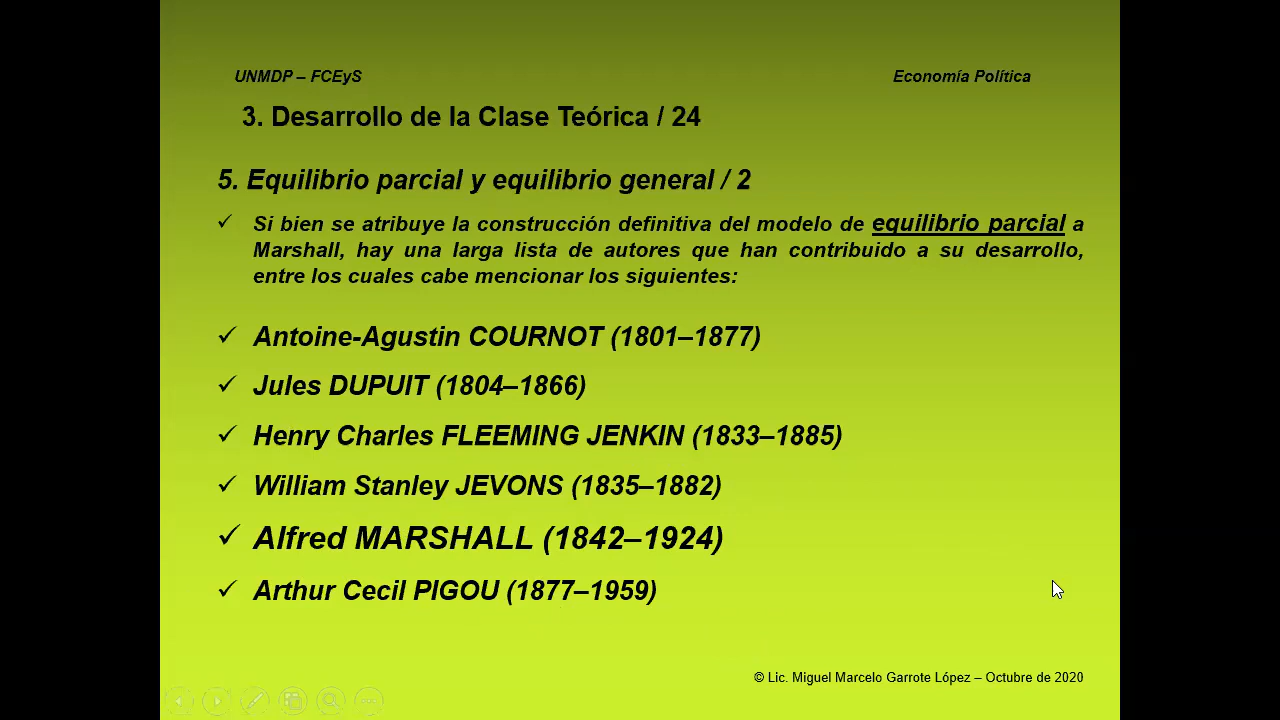 UNMDP – FCEyS
Economía Política
3. Desarrollo de la Clase Teórica / 24
5. Equilibrio parcial y equilibrio general / 2
✓ Si bien se atribuye la construcción definitiva del modelo de equilibrio parcial a
Marshall, hay una larga lista de autores que han contribuido a su desarrollo,
entre los cuales cabe mencionar los siguientes:
✓ Antoine-Agustin COURNOT (1801–1877)
✓ Jules DUPUIT (1804–1866)
✓ Henry Charles FLEEMING JENKIN (1833–1885)
✓ William Stanley JEVONS (1835–1882)
✓ Alfred MARSHALL (1842–1924)
✓ Arthur Cecil PIGOU (1877–1959)
© Lic. Miguel Marcelo Garrote López – Octubre de 2020